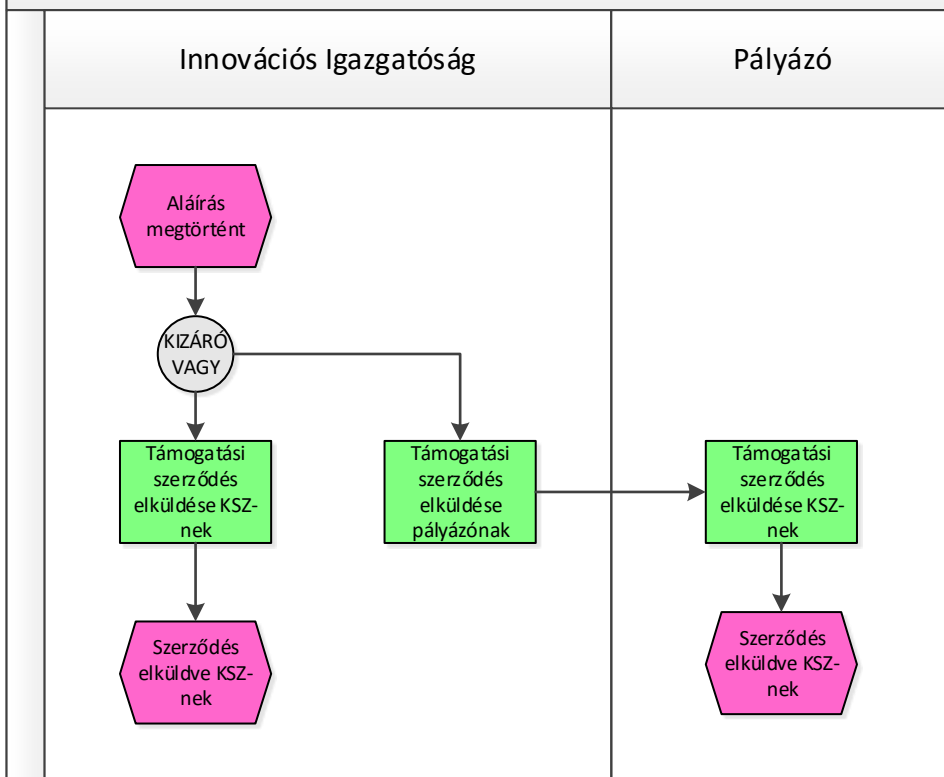 Innovációs Igazgatóság
Pályázó
Aláírás
megtörtént
KIZÁRÓ
VAGY
Támogatási
szerződés
elküldése KSZ-
nek
Támogatási
szerződés
elküldése
pályázónak
Támogatási
szerződés
elküldése KSZ-
nek
Szerződés
elküldve KSZ-
nek
Szerződés
elküldve KSZ-
nek